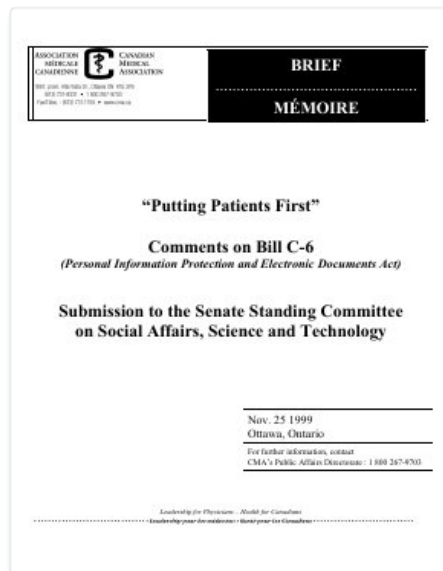 ASSOCIATION
MÉDICALE
CANADIENNE
CANADIAN
MEDICAL
ASSOCIATION
BRIEF
MÉMOIRE
“Putting Patients First”
Comments on Bill C-6
(Personal Information Protection and Electronic Documents Act)
Submission to the Senate Standing Committee
on Social Affairs, Science and Technology
Nov. 25 1999
Ottawa, Ontario
For further information, contact
CMA's Public Affairs Directorate : 1 800 267-9703
Leadership for Physicians – Health for Canadians